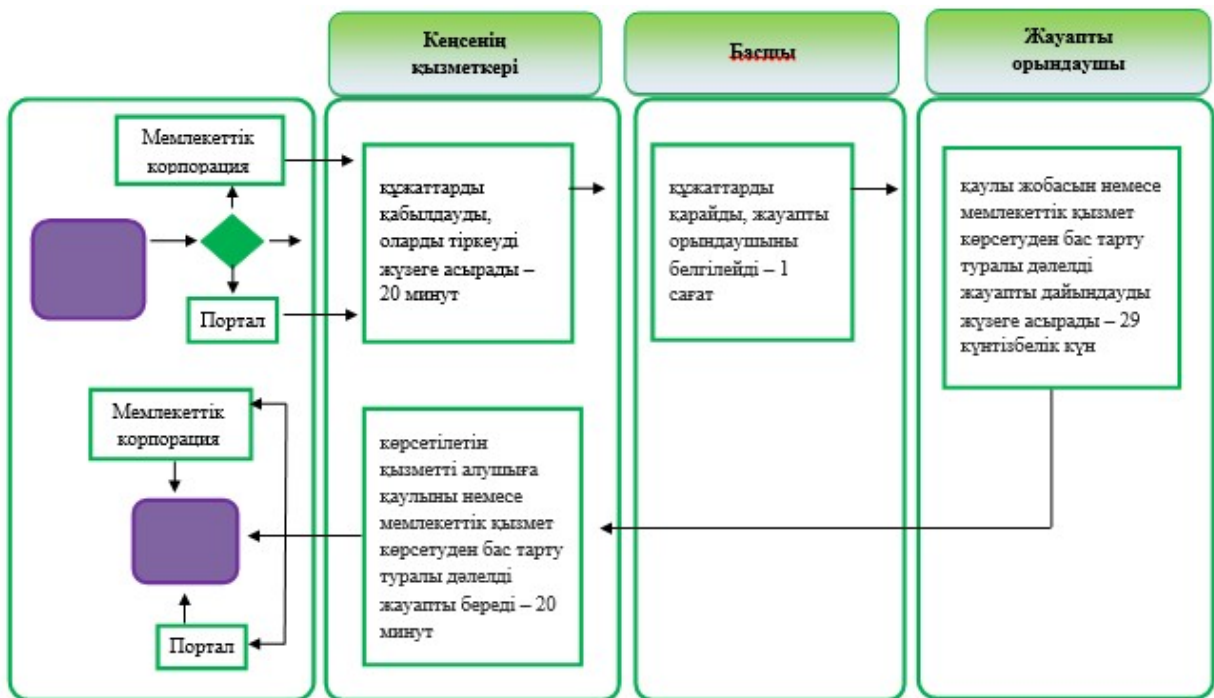 Кеңсенің
қызметкері
Басшы
Жауапты
орындаушы
Мемлекеттік
корпорация
Портал
құжаттарды
қабылдауды,
оларды тіркеуді
жүзеге асырады –
20 минут
құжаттарды
қарайды, жауапты
орындаушыны
белгілейді – 1
сағат
қаулы жобасын немесе
мемлекеттік қызмет
көрсетуден бас тарту
туралы дәлелді
жауапты дайындауды
жүзеге асырады – 29
күнтізбелік күн
Мемлекеттік
корпорация
Портал
көрсетілетін
қызметті алушыға
қаулыны немесе
мемлекеттік қызмет
көрсетуден бас тарту
туралы дәлелді
жауапты береді – 20
минут